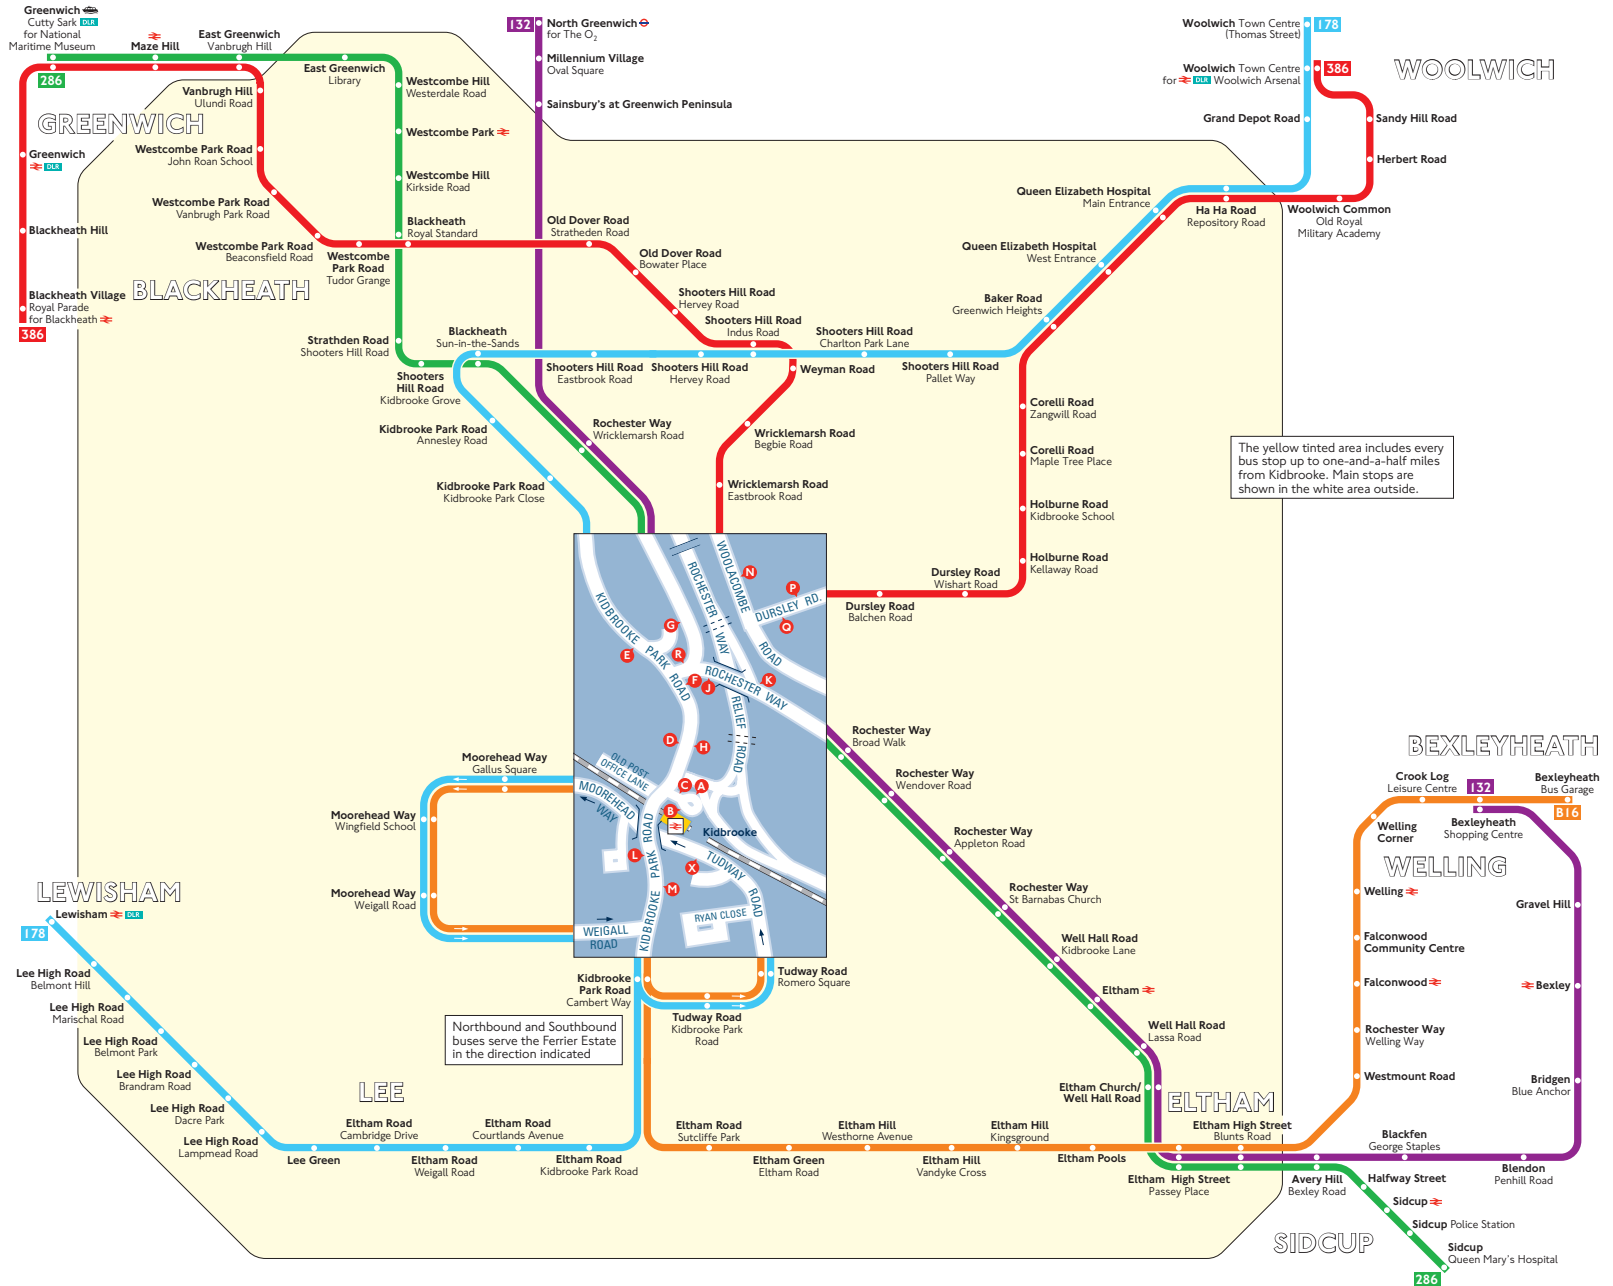 Greenwich
Cutty Sark DLR
for National
Maritime Museum
286
Maze Hill
East Greenwich
Vanbrugh Hill
East Greenwich
Library
Vanbrugh Hill
Ulundi Road
GREENWICH
Greenwich
DLR
Westcombe Park Road
John Roan School
Westcombe Park Road
Vanbrugh Park Road
Blackheath Hill
Westcombe Park Road
Beaconsfield Road
Westcombe
Park Road
Tudor Grange
BLACKHEATH
Blackheath Village
Royal Parade
for Blackheath
386
Westcombe Hill
Westerdale Road
Westcombe Park
Westcombe Hill
Kirkside Road
Blackheath
Royal Standard
Strathden Road
Shooters Hill Road
Shooters
Hill Road
Kidbrooke Grove
Blackheath
Sun-in-the-Sands
132
North Greenwich
for The O2
Millennium Village
Oval Square
Sainsbury's at Greenwich Peninsula
Old Dover Road
Stratheden Road
Old Dover Road
Bowater Place
Shooters Hill Road
Hervey Road
Shooters Hill Road
Indus Road
Shooters Hill Road
Eastbrook Road
Shooters Hill Road
Hervey Road
Weyman Road
Shooters Hill Road
Charlton Park Lane
Shooters Hill Road
Pallet Way
Kidbrooke Park Road
Annesley Road
Kidbrooke Park Road
Kidbrooke Park Close
Rochester Way
Wricklemarsh Road
Wricklemarsh Road
Begbie Road
Wricklemarsh Road
Eastbrook Road
Woolwich Town Centre
(Thomas Street)
178
Woolwich Town Centre
for DLR Woolwich Arsenal
386
WOOLWICH
Grand Depot Road
Sandy Hill Road
Herbert Road
Queen Elizabeth Hospital
Main Entrance
Ha Ha Road
Repository Road
Woolwich Common
Old Royal
Military Academy
Queen Elizabeth Hospital
West Entrance
Baker Road
Greenwich Heights
Corelli Road
Zangwill Road
Corelli Road
Maple Tree Place
Holburne Road
Kidbrooke School
Holburne Road
Kellaway Road
Dursley Road
Wishart Road
Dursley Road
Balchen Road
The yellow tinted area includes every
bus stop up to one-and-a-half miles
from Kidbrooke. Main stops are
shown in the white area outside.
KIDBROOKE PARK ROAD
ROCHESTER WAY RELIEF ROAD
WOOLACOMBE ROAD
DURSLEY RD.
ROCHESTER WAY
N
P
Q
G
E
R
F
J
K
D
H
C
A
B
L
X
M
OLD POST
OFFICE LANE
MOOREHEAD
WAY
Kidbrooke
TUDWAY ROAD
KIDBROOKE PARK ROAD
RYAN CLOSE
WEIGALL
ROAD
Moorehead Way
Gallus Square
Moorehead Way
Wingfield School
Moorehead Way
Weigall Road
Kidbrooke
Park Road
Cambert Way
Tudway Road
Romero Square
Tudway Road
Kidbrooke Park
Road
Northbound and Southbound
buses serve the Ferrier Estate
in the direction indicated
Rochester Way
Broad Walk
Rochester Way
Wendover Road
Rochester Way
Appleton Road
Rochester Way
St Barnabas Church
Well Hall Road
Kidbrooke Lane
Eltham
Well Hall Road
Lassa Road
Eltham Church/
Well Hall Road
ELTHAM
LEWISHAM
Lewisham DLR
178
Lee High Road
Belmont Hill
Lee High Road
Marischal Road
Lee High Road
Belmont Park
Lee High Road
Brandram Road
Lee High Road
Dacre Park
Lee High Road
Lampmead Road
LEE
Lee Green
Eltham Road
Cambridge Drive
Eltham Road
Weigall Road
Eltham Road
Courtlands Avenue
Eltham Road
Kidbrooke Park Road
Eltham Road
Sutcliffe Park
Eltham Green
Eltham Road
Eltham Hill
Westhorne Avenue
Eltham Hill
Vandyke Cross
Eltham Hill
Kingsground
Eltham Pools
Eltham High Street
Passey Place
Eltham High Street
Blunts Road
Avery Hill
Bexley Road
Halfway Street
Sidcup
Sidcup Police Station
Sidcup
Queen Mary's Hospital
SIDCUP
286
Blackfen
George Staples
Blendon
Penhill Road
Bridgen
Blue Anchor
Bexley
Gravel Hill
BEXLEYHEATH
Crook Log
Leisure Centre
132
Bexleyheath
Shopping Centre
Bexleyheath
Bus Garage
B16
Welling
Corner
WELLING
Welling
Falconwood
Community Centre
Falconwood
Rochester Way
Welling Way
Westmount Road